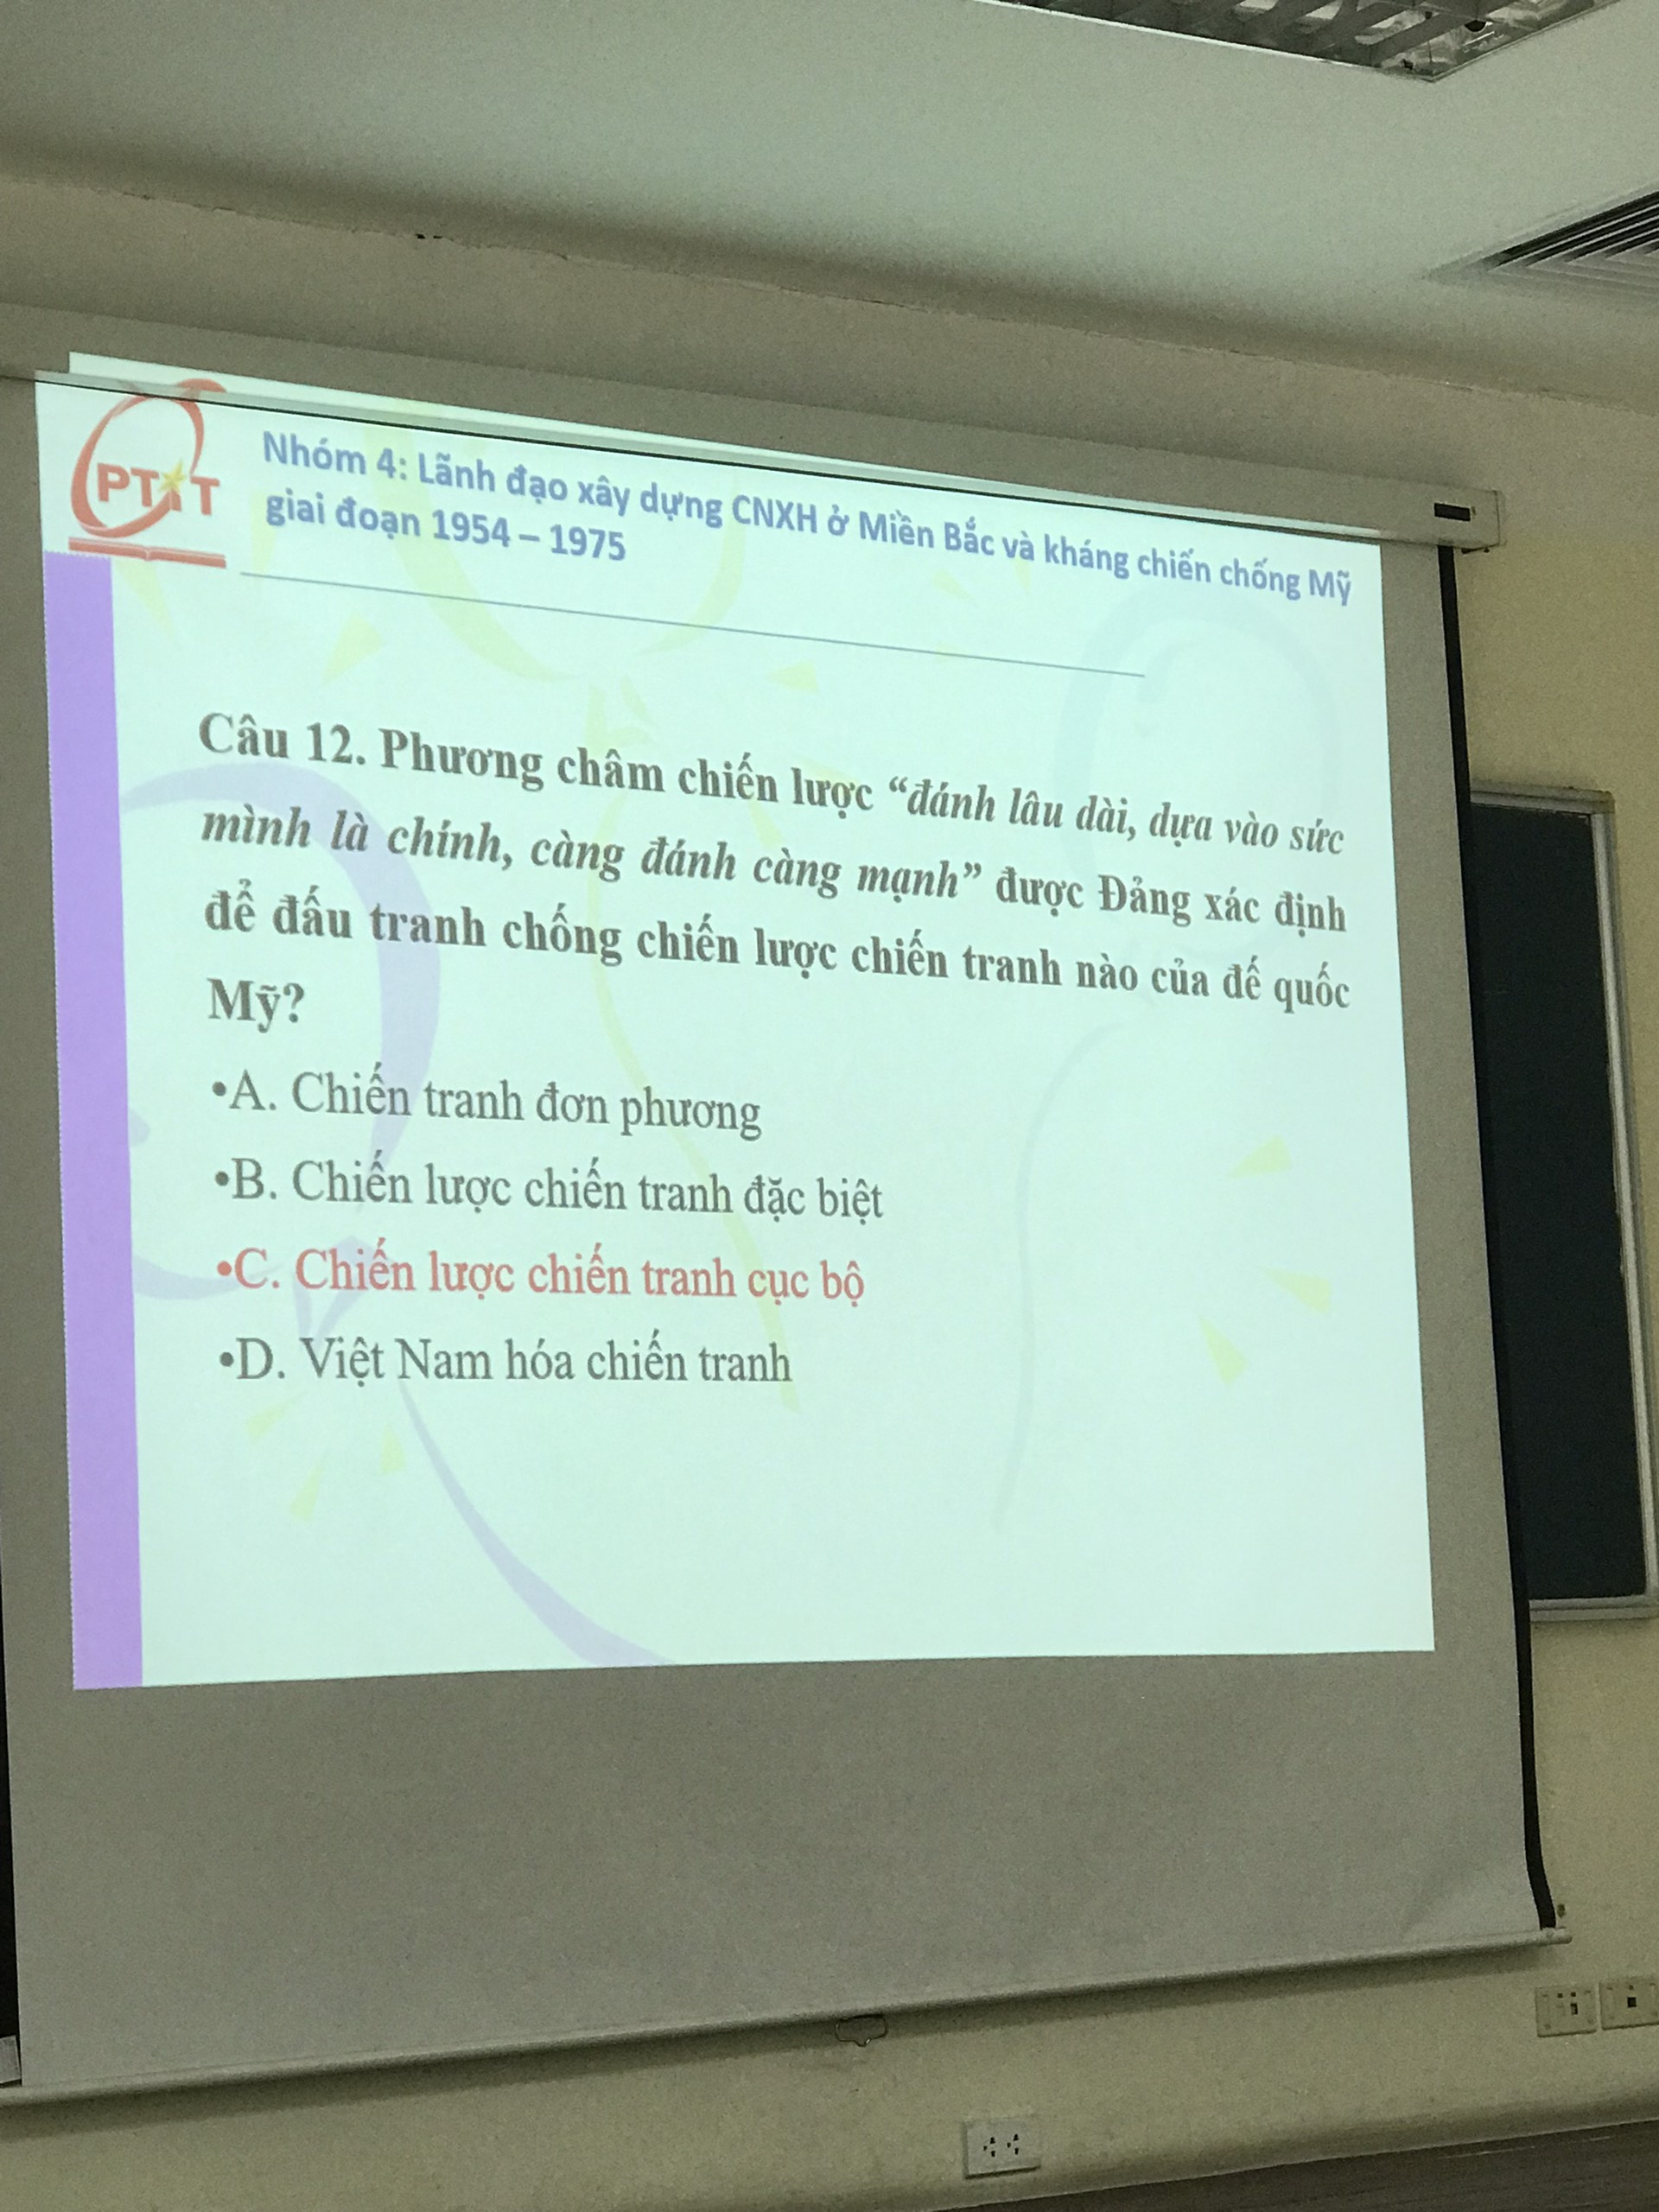 PTIT
Nhóm 4: Lãnh đạo xây dựng CNXH ở Miền Bắc và kháng chiến chống Mỹ
giai đoạn 1954 – 1975
Câu 12. Phương châm chiến lược “đánh lâu dài, dựa vào sức
mình là chính, càng đánh càng mạnh” được Đảng xác định
để đấu tranh chống chiến lược chiến tranh nào của đế quốc
Mỹ?
•A. Chiến tranh đơn phương
•B. Chiến lược chiến tranh đặc biệt
•C. Chiến lược chiến tranh cục bộ
•D. Việt Nam hóa chiến tranh